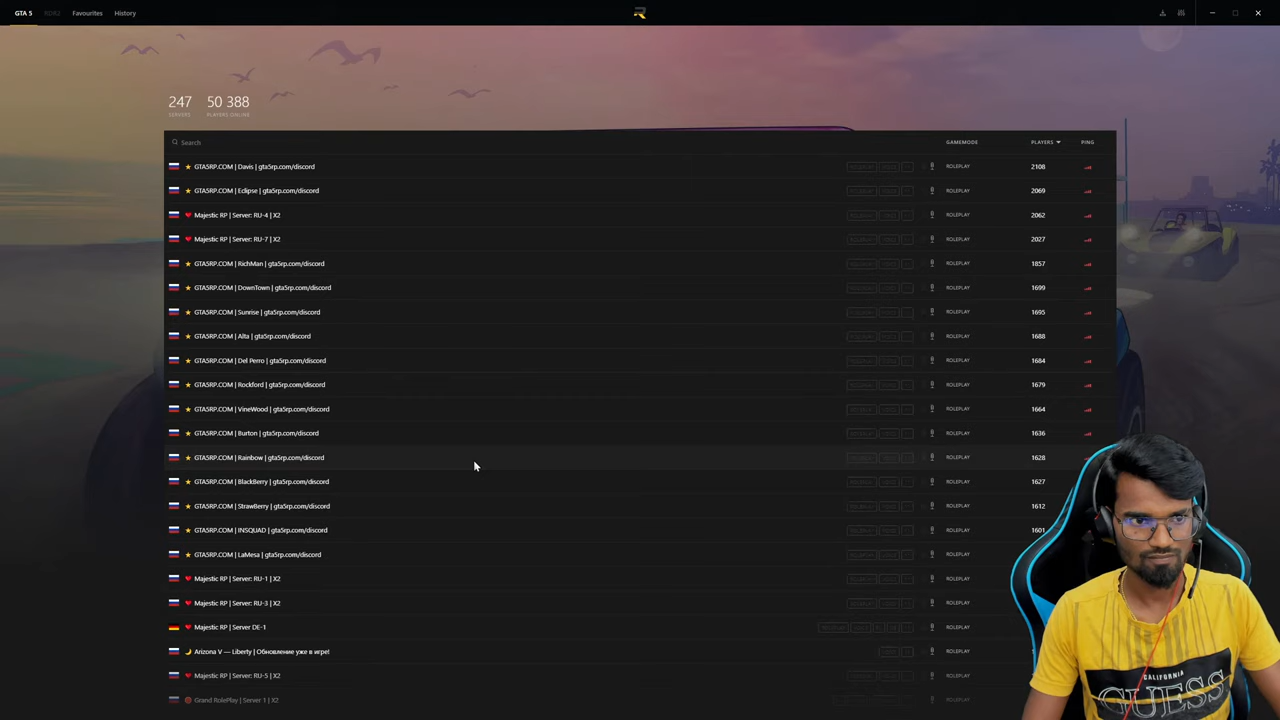 GTA 5 RDR2 Favourites History
247 50 388
SERVERS PLAYERS ONLINE
Search GAMEMODE PLAYERS PING
GTA5RP.COM | Davis | gta5rp.com/discord ROLEPLAY 2108
GTA5RP.COM | Eclipse | gta5rp.com/discord ROLEPLAY 2069
Majestic RP | Server: RU-4 | X2 ROLEPLAY 2062
Majestic RP | Server: RU-7 | X2 ROLEPLAY 2027
GTA5RP.COM | RichMan | gta5rp.com/discord ROLEPLAY 1857
GTA5RP.COM | DownTown | gta5rp.com/discord ROLEPLAY 1699
GTA5RP.COM | Sunrise | gta5rp.com/discord ROLEPLAY 1695
GTA5RP.COM | Alta | gta5rp.com/discord ROLEPLAY 1688
GTA5RP.COM | Del Perro | gta5rp.com/discord ROLEPLAY 1684
GTA5RP.COM | Rockford | gta5rp.com/discord ROLEPLAY 1679
GTA5RP.COM | VineWood | gta5rp.com/discord ROLEPLAY 1664
GTA5RP.COM | Burton | gta5rp.com/discord ROLEPLAY 1636
GTA5RP.COM | Rainbow | gta5rp.com/discord ROLEPLAY 1628
GTA5RP.COM | BlackBerry | gta5rp.com/discord ROLEPLAY 1627
GTA5RP.COM | StrawBerry | gta5rp.com/discord ROLEPLAY 1612
GTA5RP.COM | INSQUAD | gta5rp.com/discord ROLEPLAY 1601
GTA5RP.COM | LaMesa | gta5rp.com/discord ROLEPLAY
Majestic RP | Server: RU-1 | X2 ROLEPLAY
Majestic RP | Server: RU-3 | X2 ROLEPLAY
Majestic RP | Server DE-1 ROLEPLAY
Arizona V — Liberty | Обновление уже в игре! ROLEPLAY
Majestic RP | Server: RU-5 | X2 ROLEPLAY
Grand RolePlay | Server 1 | X2 ROLEPLAY
CALIFORNIA
GUESS